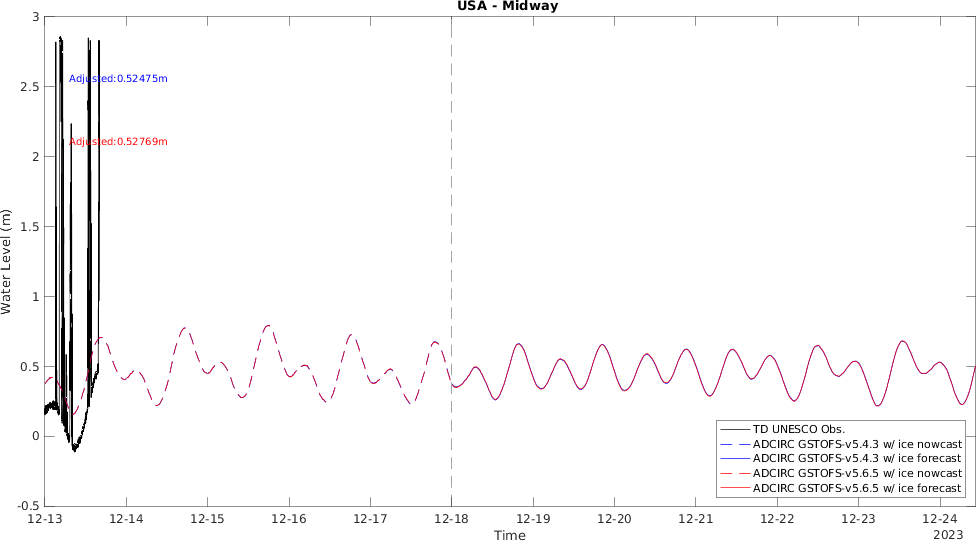 USA - Midway
3
2.5
2
1.5
1
0.5
0
-0.5
Water Level (m)
Adjusted:0.52475m
Adjusted:0.52769m
TD UNESCO Obs.
ADCIRC GSTOFS-v5.4.3 w/ ice nowcast
ADCIRC GSTOFS-v5.4.3 w/ ice forecast
ADCIRC GSTOFS-v5.6.5 w/ ice nowcast
ADCIRC GSTOFS-v5.6.5 w/ ice forecast
12-13 12-14 12-15 12-16 12-17 12-18 12-19 12-20 12-21 12-22 12-23 12-24
Time
2023